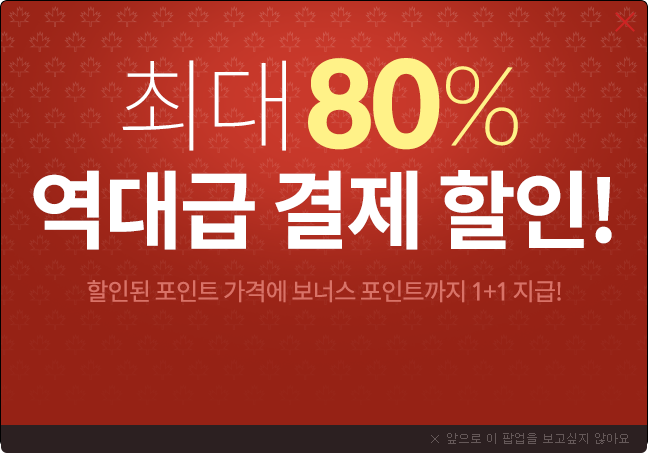 최대 80%
역대급 결제 할인!
할인된 포인트 가격에 보너스 포인트까지 1+1 지급!
× 앞으로 이 팝업을 보고싶지 않아요